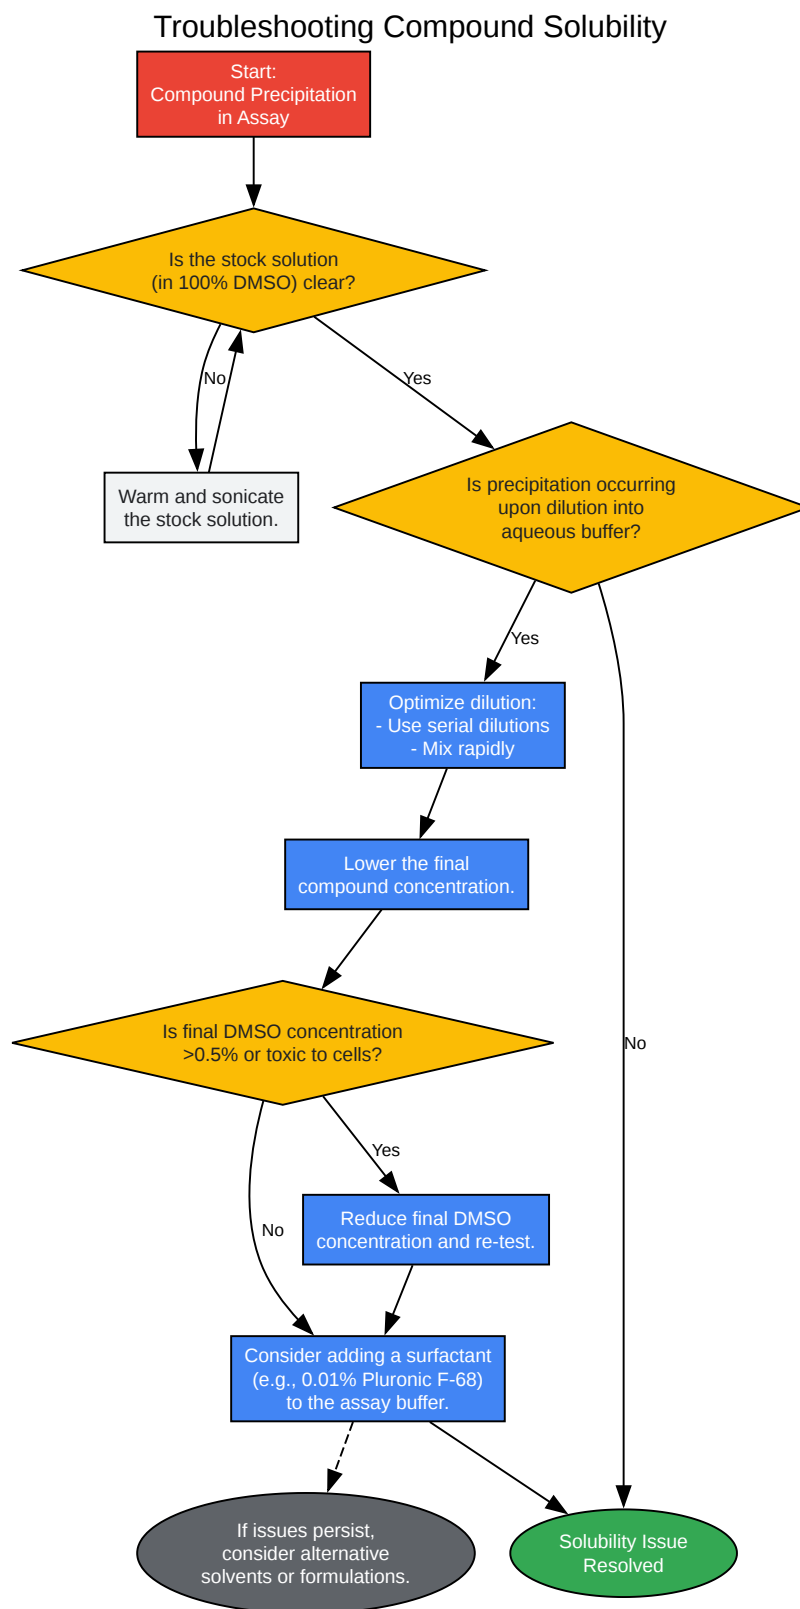 Troubleshooting Compound Solubility
Start:
Compound Precipitation
in Assay
Is the stock solution
(in 100% DMSO) clear?
No
Yes
Warm and sonicate
the stock solution.
Is precipitation occurring
upon dilution into
aqueous buffer?
Yes
Optimize dilution:
- Use serial dilutions
- Mix rapidly
Lower the final
compound concentration.
Is final DMSO concentration
>0.5% or toxic to cells?
No
Yes
Reduce final DMSO
concentration and re-test.
No
Consider adding a surfactant
(e.g., 0.01% Pluronic F-68)
to the assay buffer.
If issues persist,
consider alternative
solvents or formulations.
Solubility Issue
Resolved